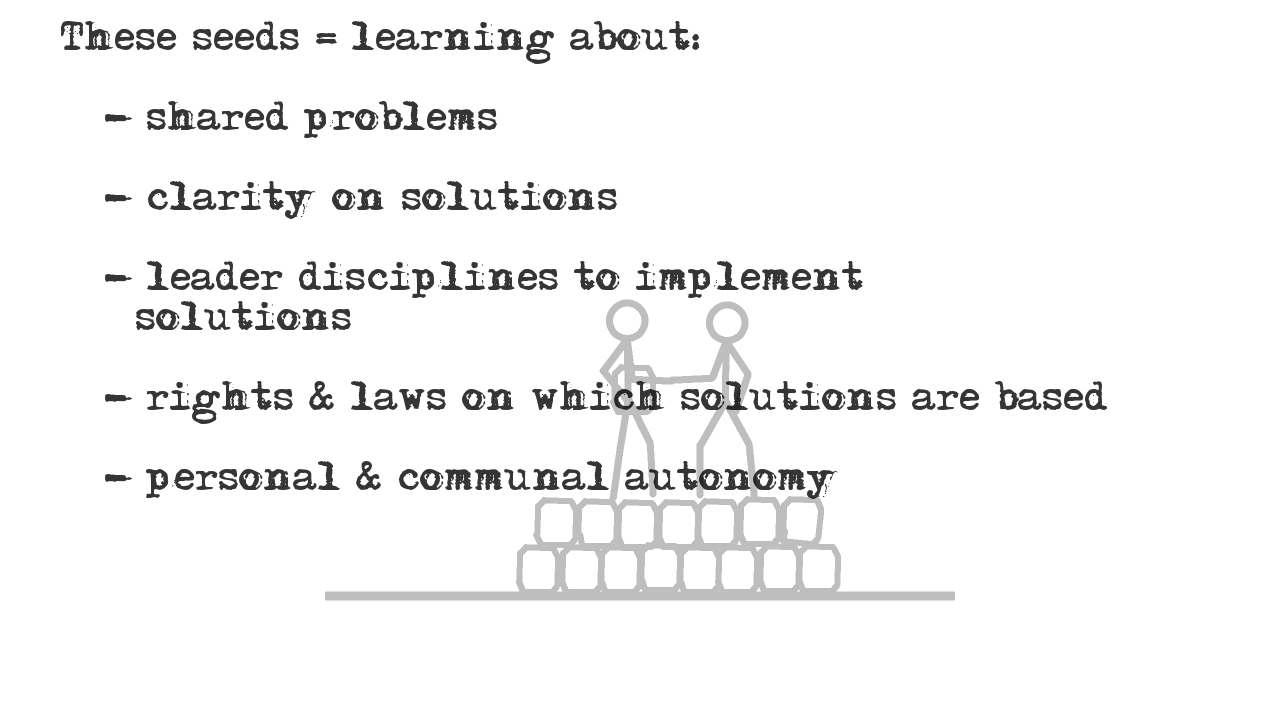 These seeds = learning about:
- shared problems
- clarity on solutions
- leader disciplines to implement
solutions
- rights & laws on which solutions are based
- personal & communal autonomy